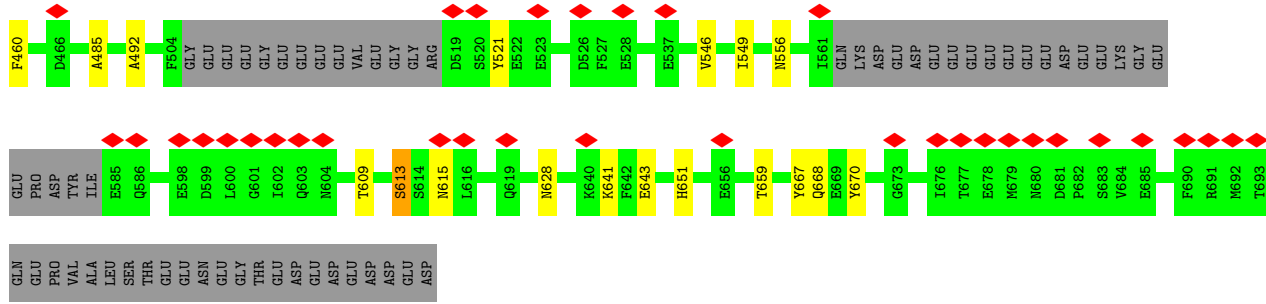 F460 D466 A485 A492 F504 GLY GLU GLU GLU GLY GLU GLU GLU GLU VAL GLU GLY GLY ARG D519 S520 Y521 E522 E523 D526 F527 E528 E537 V546 I549 N556 I561 GLN LYS ASP GLU ASP GLU GLU GLU GLU GLU GLU GLU ASP GLU GLU LYS GLY GLU
GLU PRO ASP TYR ILE E585 Q586 E598 D599 L600 G601 I602 Q603 N604 T609 S613 S614 N615 L616 Q619 N628 K640 K641 F642 E643 H651 E656 T659 Y667 Q668 E669 Y670 G673 I676 T677 E678 M679 N680 D681 P682 S683 V684 E685 F690 R691 M692 T693
GLN GLU PRO VAL ALA LEU SER THR GLU GLU ASN GLU GLY THR GLU ASP GLU ASP GLU ASP ASP GLU ASP